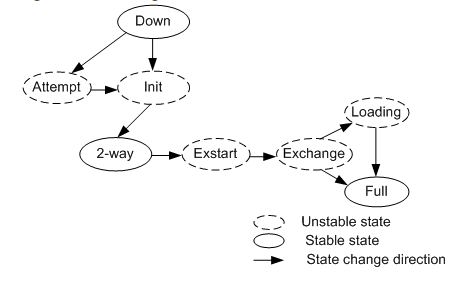 Down
Attempt
Init
Loading
2-way
Exstart
Exchange
Full
Unstable state
Stable state
State change direction